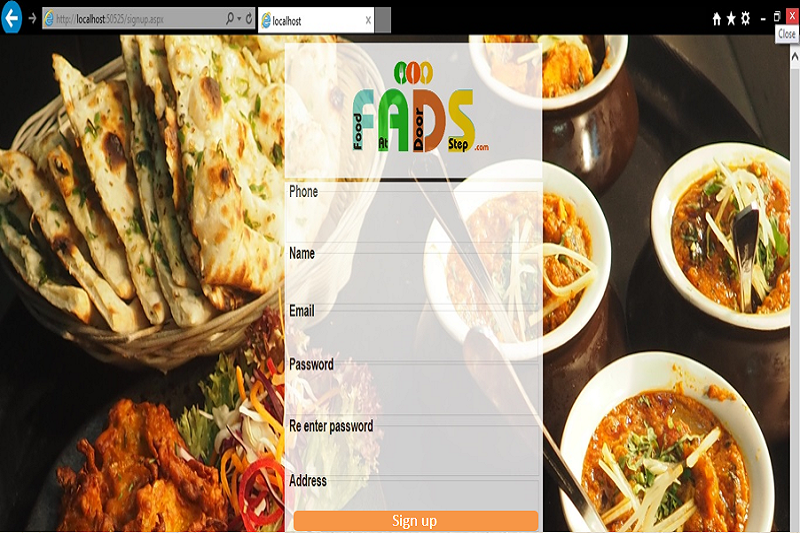 http://localhost:50525/signup.aspx
localhost
Close
FADS
Food At Door Step .com
Phone
Name
Email
Password
Re enter password
Address
Sign up